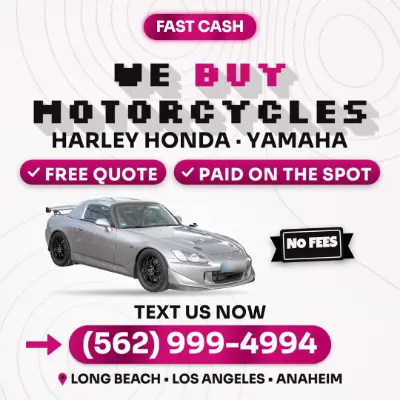 FAST CASH
WE BUY
MOTORCYCLES
HARLEY HONDA · YAMAHA
FREE QUOTE
PAID ON THE SPOT
NO FEES
TEXT US NOW
(562) 999-4994
LONG BEACH • LOS ANGELES • ANAHEIM